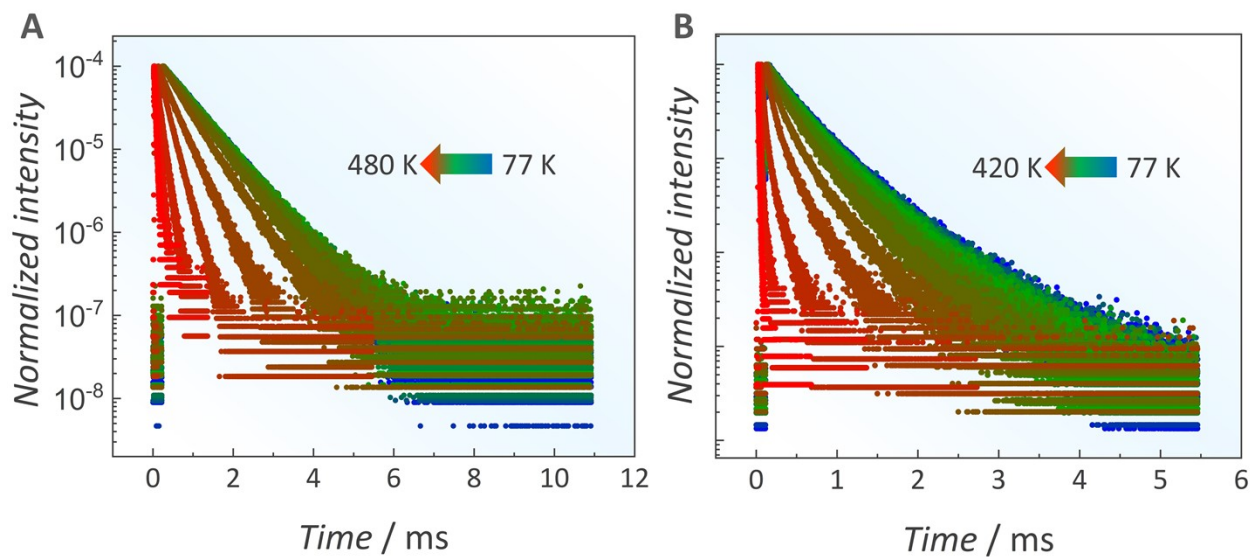 A
10⁻⁴
10⁻⁵
10⁻⁶
10⁻⁷
10⁻⁸
Normalized intensity
480 K 77 K
0 2 4 6 8 10 12
Time / ms
B
Normalized intensity
420 K 77 K
0 1 2 3 4 5 6
Time / ms